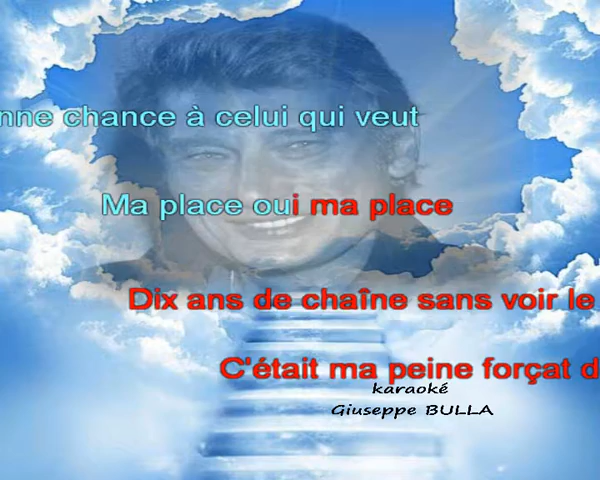 nne chance à celui qui veut
Ma place oui ma place
Dix ans de chaîne sans voir le
C'était ma peine forçat d
karaoké
Giuseppe BULLA